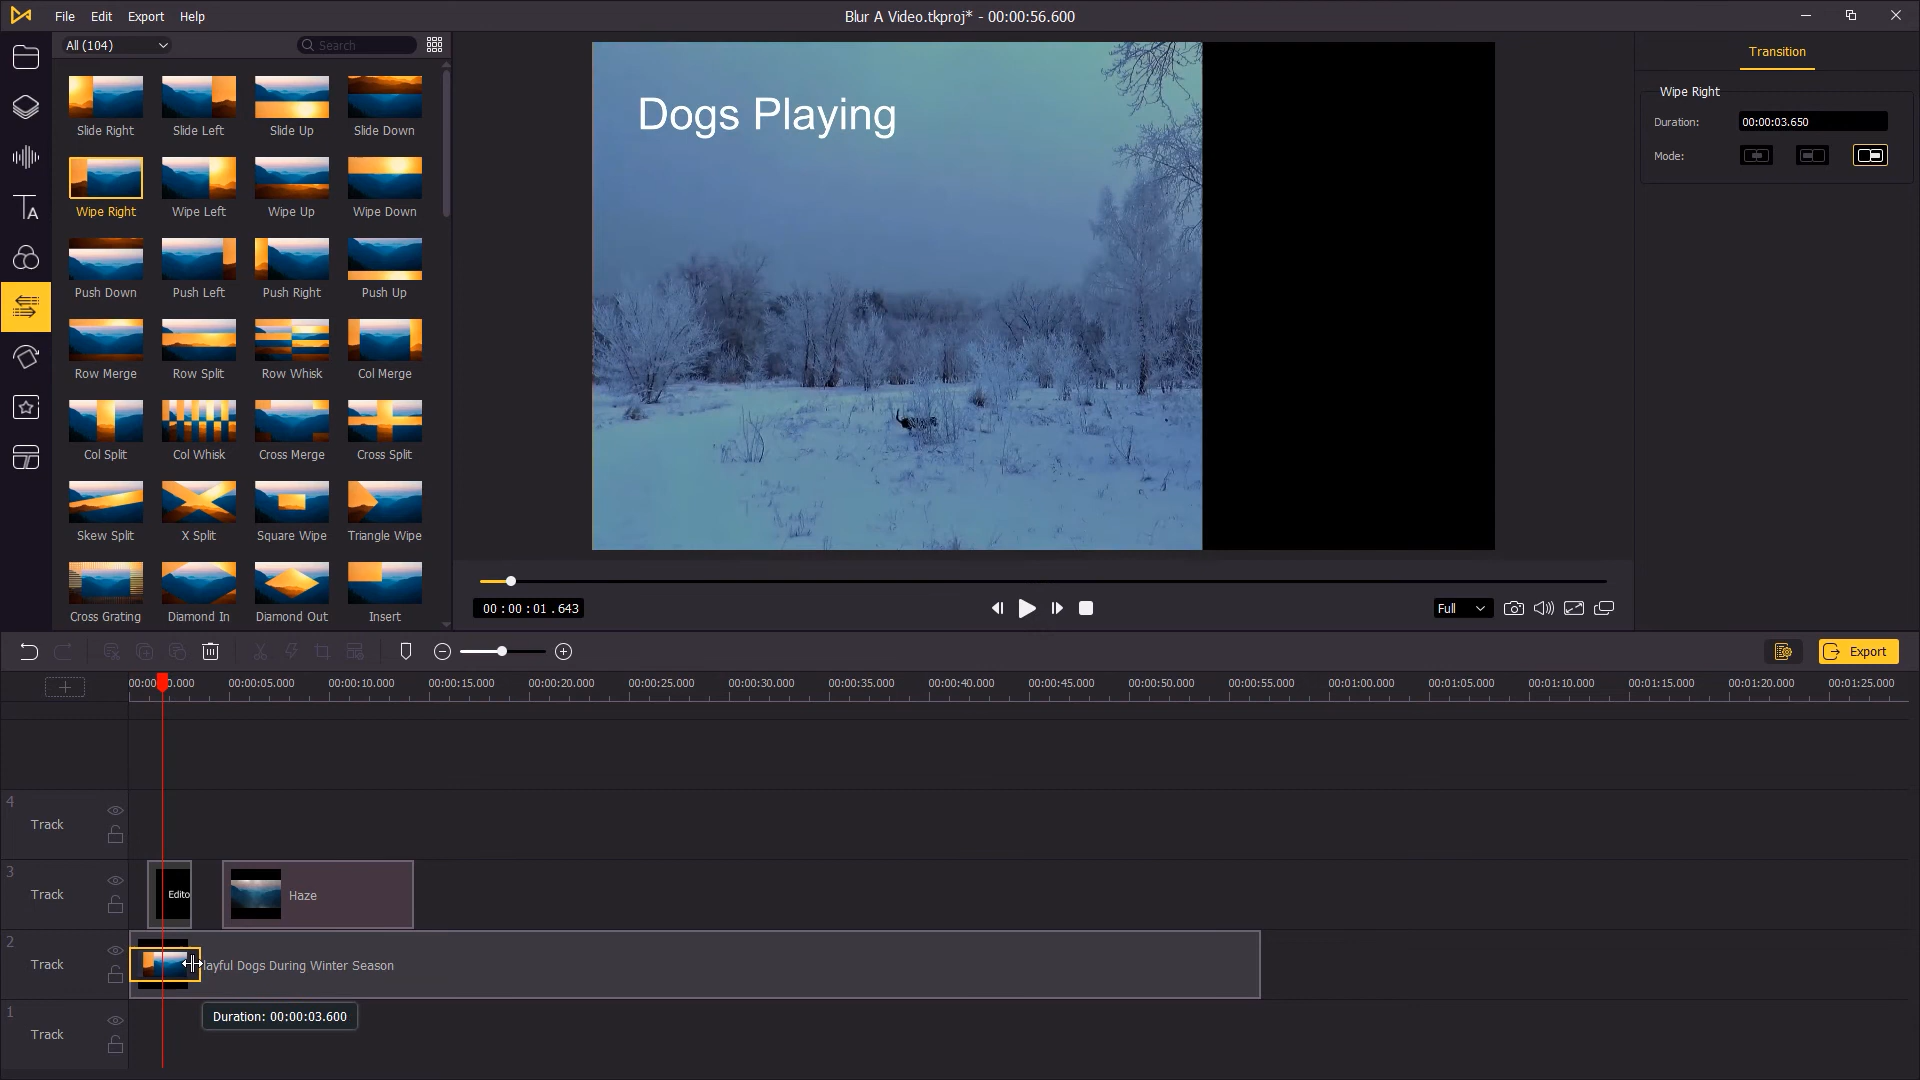 File Edit Export Help
Blur A Video.tkproj* - 00:00:56.600
All (104)
Search
Slide Right Slide Left Slide Up Slide Down
Wipe Right Wipe Left Wipe Up Wipe Down
Push Down Push Left Push Right Push Up
Row Merge Row Split Row Whisk Col Merge
Col Split Col Whisk Cross Merge Cross Split
Skew Split X Split Square Wipe Triangle Wipe
Cross Grating Diamond In Diamond Out Insert
Dogs Playing
Transition
Wipe Right
Duration: 00:00:03.650
Mode:
00 : 00 : 01 . 643
Full
Export
00:00:05.000 00:00:10.000 00:00:15.000 00:00:20.000 00:00:25.000 00:00:30.000 00:00:35.000 00:00:40.000 00:00:45.000 00:00:50.000 00:00:55.000 00:01:00.000 00:01:05.000 00:01:10.000 00:01:15.000 00:01:20.000 00:01:25.000
4
Track
3
Track
Edito
Haze
2
Track
layful Dogs During Winter Season
Duration: 00:00:03.600
1
Track